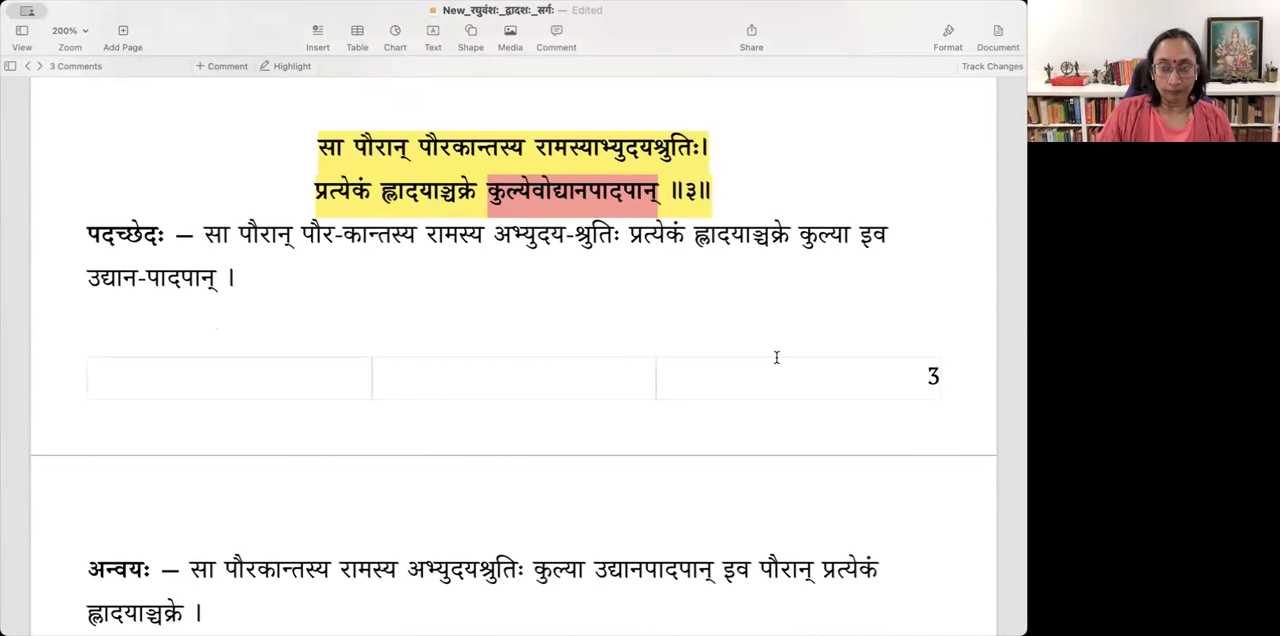 New_रघुवंशः_द्वादशः_सर्गः — Edited
200%
View Zoom Add Page Insert Table Chart Text Shape Media Comment Share Format Document
3 Comments + Comment Highlight Track Changes
सा पौरान् पौरकान्तस्य रामस्याभ्युदयश्रुतिः।
प्रत्येकं ह्लादयाञ्चक्रे कुल्येवोद्यानपादपान् ॥३॥
पदच्छेदः — सा पौरान् पौर-कान्तस्य रामस्य अभ्युदय-श्रुतिः प्रत्येकं ह्लादयाञ्चक्रे कुल्या इव
उद्यान-पादपान् ।
3
अन्वयः — सा पौरकान्तस्य रामस्य अभ्युदयश्रुतिः कुल्या उद्यानपादपान् इव पौरान् प्रत्येकं
ह्लादयाञ्चक्रे ।